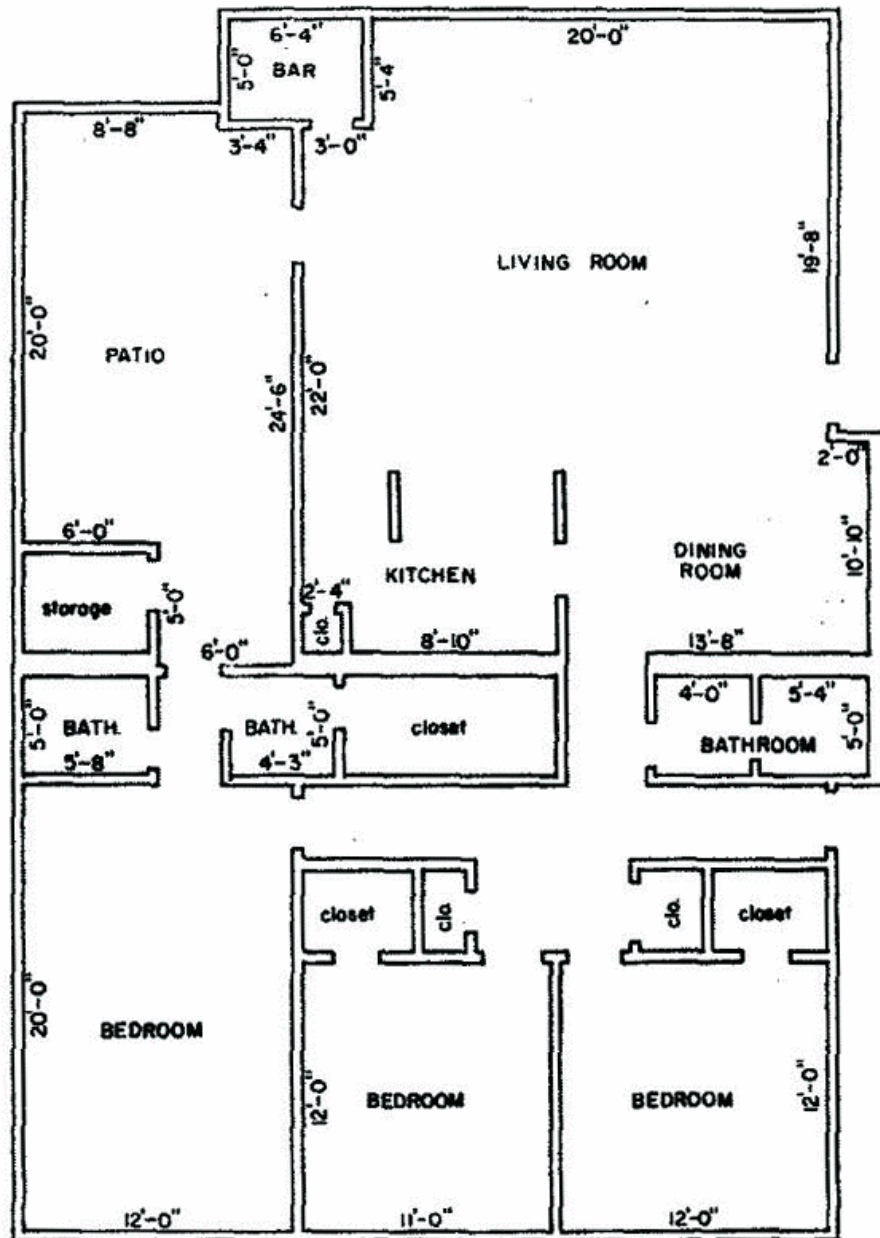 6'-4"
20'-0"
5'-0"
BAR
5'-4
8'-8"
3'-4"
3'-0"
LIVING ROOM
19'-8"
20'-0"
PATIO
24'-6"
22'-0"
2'-0"
6'-0"
DINING
ROOM
10'-10"
KITCHEN
2'-4"
storage
5'-0"
clo.
6'-0"
8'-10"
13'-8"
4'-0"
5'-4"
5'-0"
BATH.
BATH.
5'-0"
closet
BATHROOM
5'-0"
5'-8"
4'-3"
closet
clo.
clo.
closet
20'-0"
BEDROOM
12'-0"
BEDROOM
BEDROOM
12'-0"
12'-0"
11'-0"
12'-0"